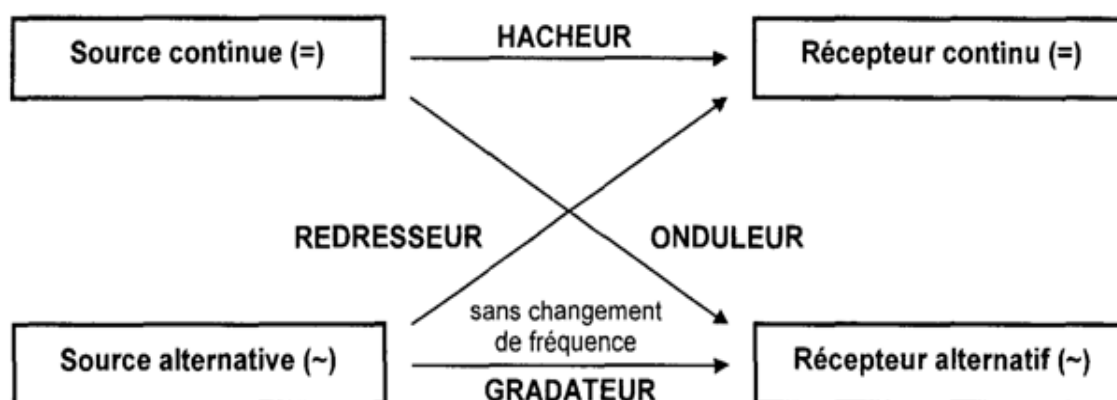 Source continue (=)
HACHEUR
Récepteur continu (=)
REDRESSEUR
ONDULEUR
sans changement
de fréquence
Source alternative (~)
GRADATEUR
Récepteur alternatif (~)